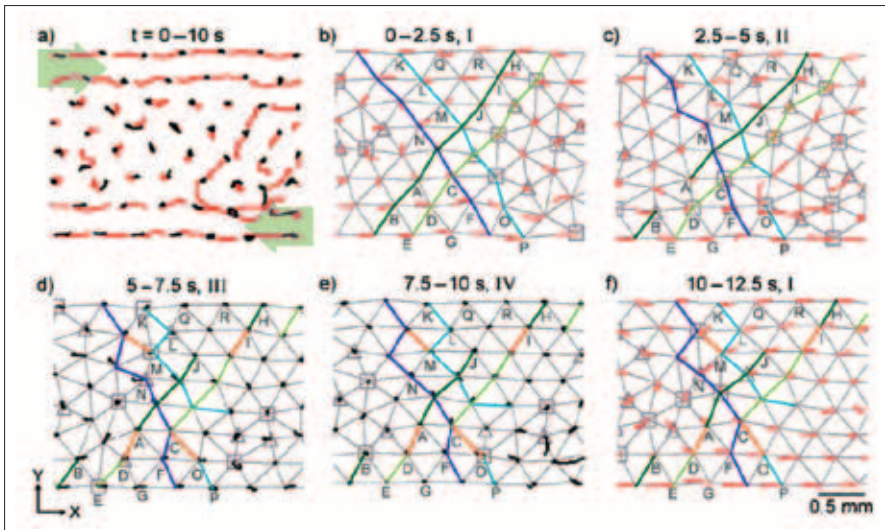 a) t = 0–10 s
b) 0–2.5 s, I
c) 2.5–5 s, II
K Q R H
L I
M J
N
A C
B D F O
E G P
K Q R H
L I
M J
N
A C
B D F O
E G P
d) 5–7.5 s, III
e) 7.5–10 s, IV
f) 10–12.5 s, I
K Q R H
L I
M J
N
A C
B D F O
E G P
K Q R H
L I
M J
N
A C
B D F O
E G P
K Q R H
L I
M J
N
A C
B D F O
E G P
Y
X
0.5 mm